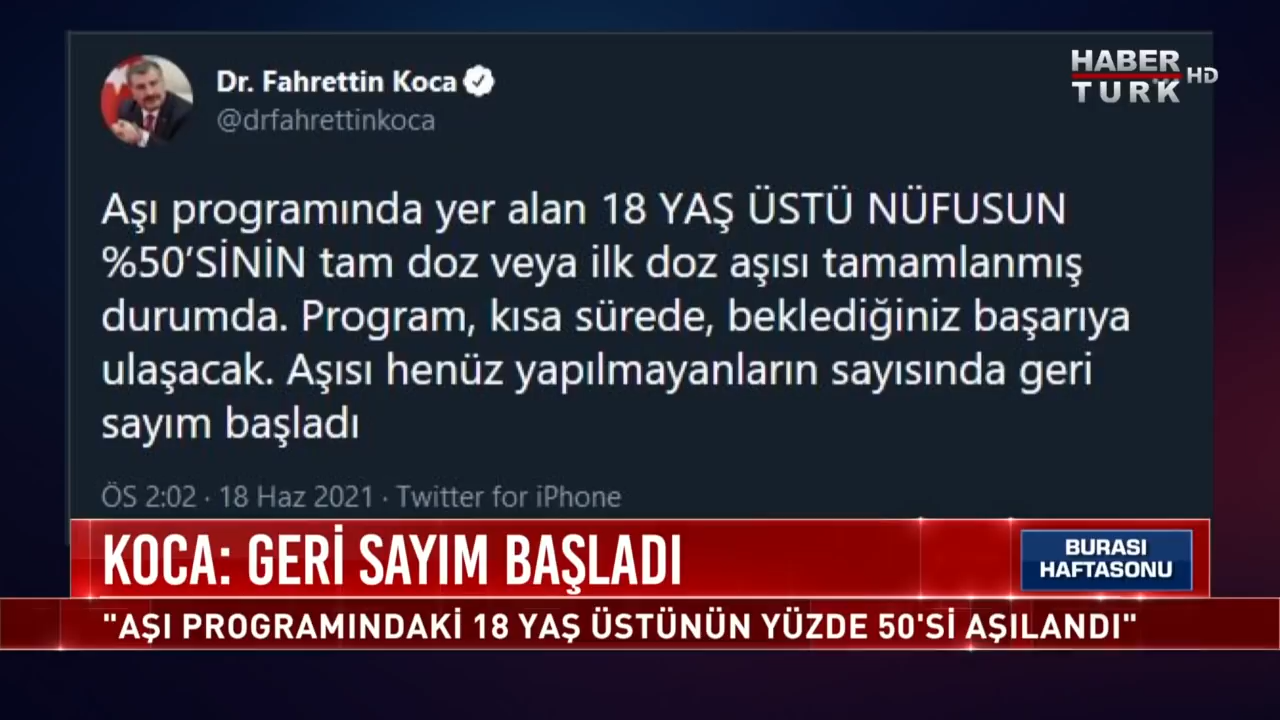 Dr. Fahrettin Koca
@drfahrettinkoca
HABER
TURK HD
Aşı programında yer alan 18 YAŞ ÜSTÜ NÜFUSUN
%50'SİNİN tam doz veya ilk doz aşısı tamamlanmış
durumda. Program, kısa sürede, beklediğiniz başarıya
ulaşacak. Aşısı henüz yapılmayanların sayısında geri
sayım başladı
ÖS 2:02 · 18 Haz 2021 · Twitter for iPhone
KOCA: GERİ SAYIM BAŞLADI
BURASI
HAFTASONU
"AŞI PROGRAMINDAKİ 18 YAŞ ÜSTÜNÜN YÜZDE 50'Sİ AŞILANDI"